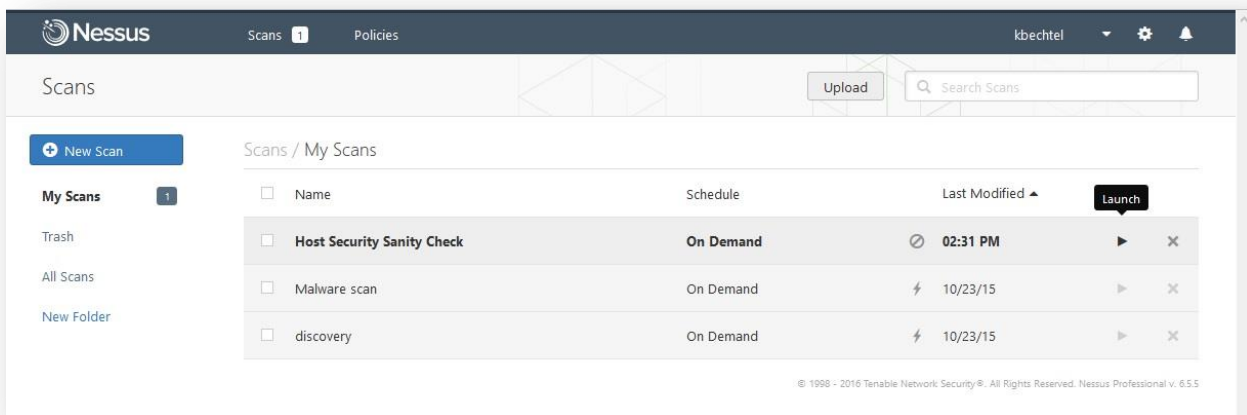 Nessus Scans 1 Policies kbechtel
Scans Upload Search Scans
New Scan Scans / My Scans
My Scans 1 Name Schedule Last Modified Launch
Trash Host Security Sanity Check On Demand 02:31 PM
All Scans Malware scan On Demand 10/23/15
New Folder discovery On Demand 10/23/15
© 1998 - 2016 Tenable Network Security®. All Rights Reserved. Nessus Professional v. 6.5.5